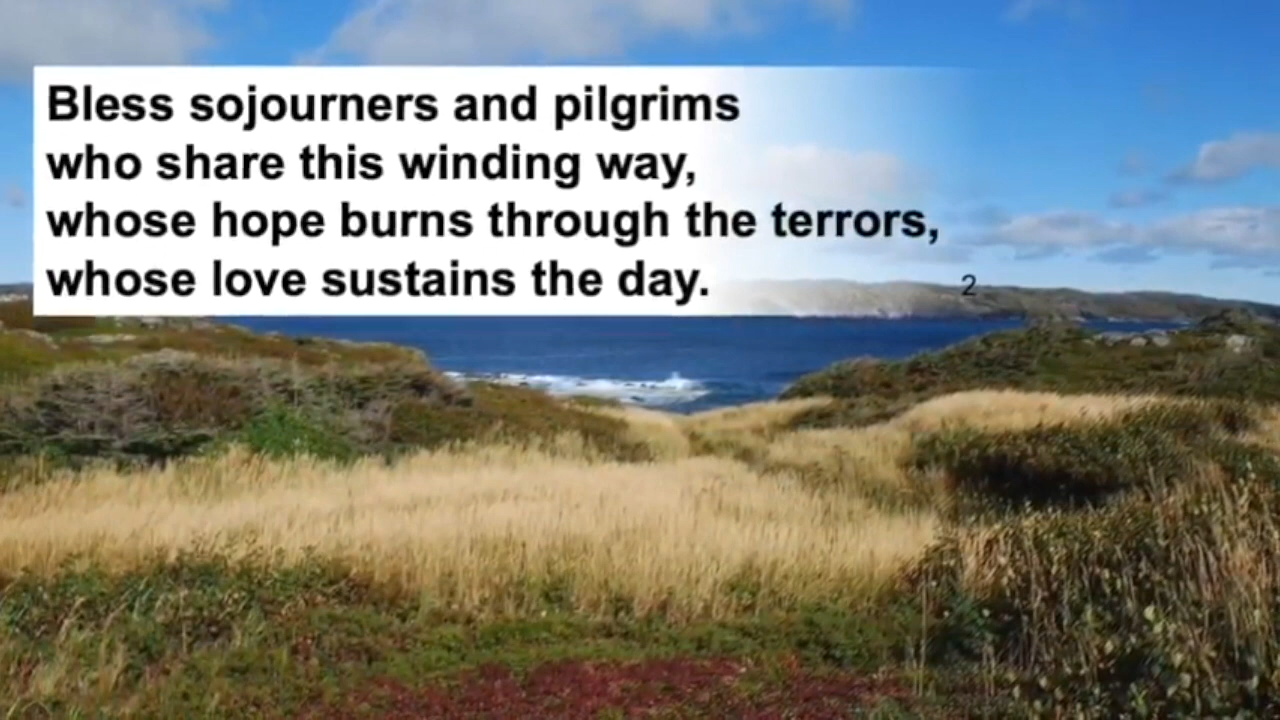 Bless sojourners and pilgrims
who share this winding way,
whose hope burns through the terrors,
whose love sustains the day.
2